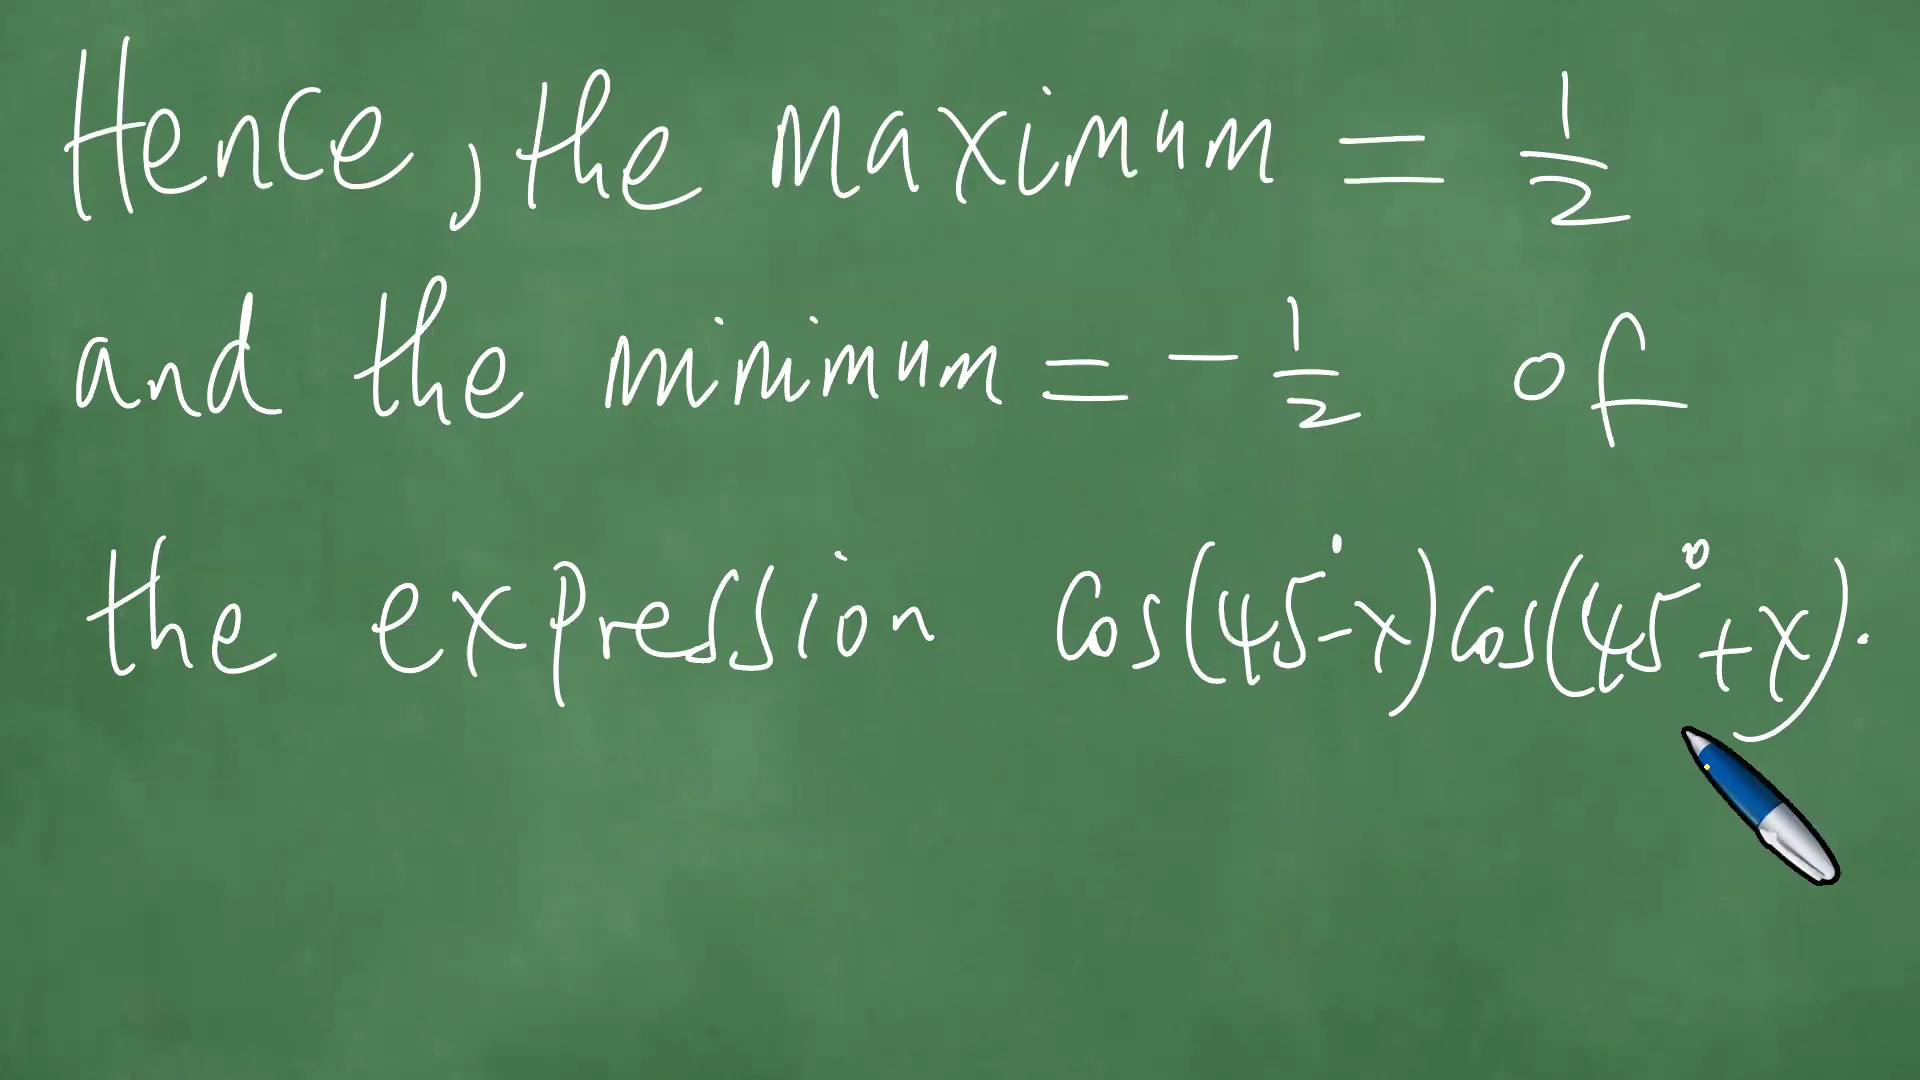 Hence, the maximum = 1/2
and the minimum = - 1/2 of
the expression cos(45°-x)cos(45°+x).